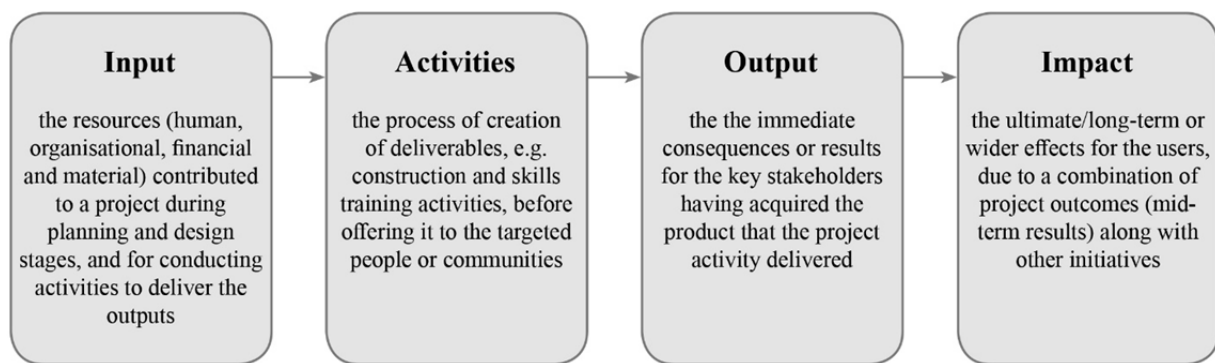 Input
the resources (human,
organisational, financial
and material) contributed
to a project during
planning and design
stages, and for conducting
activities to deliver the
outputs
Activities
the process of creation
of deliverables, e.g.
construction and skills
training activities, before
offering it to the targeted
people or communities
Output
the the immediate
consequences or results
for the key stakeholders
having acquired the
product that the project
activity delivered
Impact
the ultimate/long-term or
wider effects for the users,
due to a combination of
project outcomes (mid-
term results) along with
other initiatives